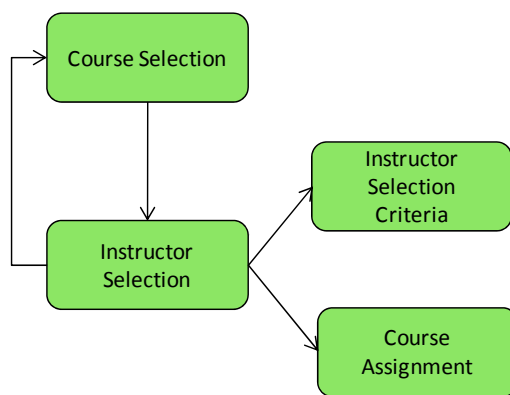 Course Selection
Instructor
Selection
Criteria
Instructor
Selection
Course
Assignment